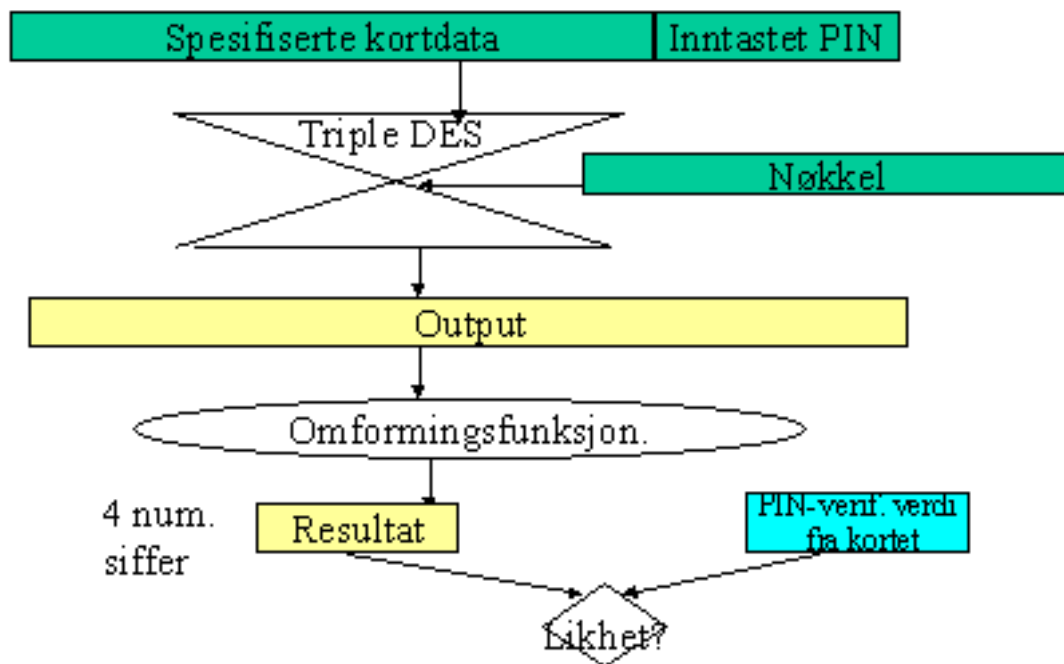 Spesifiserte kortdata
Inntastet PIN
Triple DES
Nøkkel
Output
Omformingsfunksjon.
4 num.
siffer
Resultat
PIN-verif. verdi
fra kortet
Likhet?